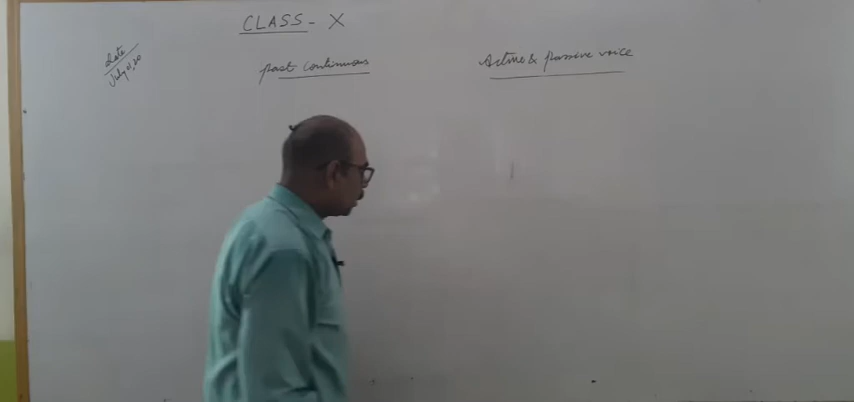 CLASS - X
Date
past continuous
Active & passive voice